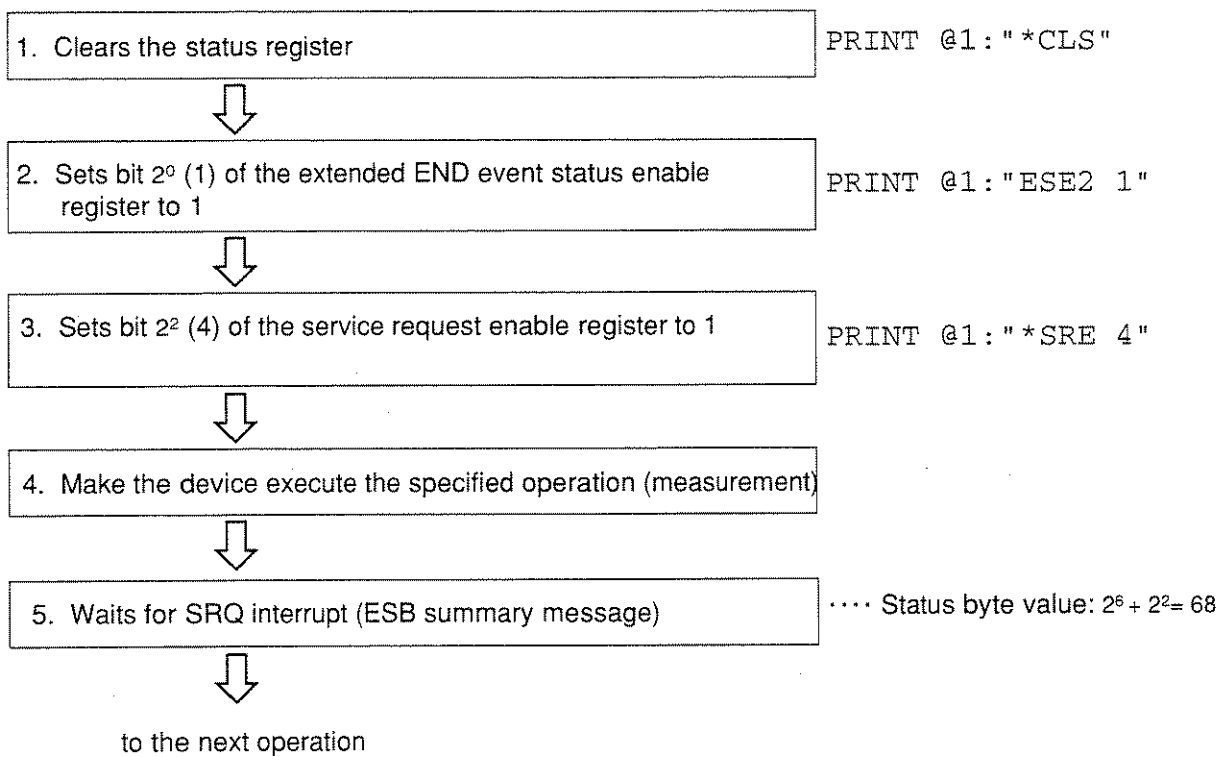 1. Clears the status register
PRINT @1:"*CLS"
2. Sets bit 2⁰ (1) of the extended END event status enable
register to 1
PRINT @1:"ESE2 1"
3. Sets bit 2² (4) of the service request enable register to 1
PRINT @1:"*SRE 4"
4. Make the device execute the specified operation (measurement)
5. Waits for SRQ interrupt (ESB summary message)
···· Status byte value: 2⁶ + 2²= 68
to the next operation